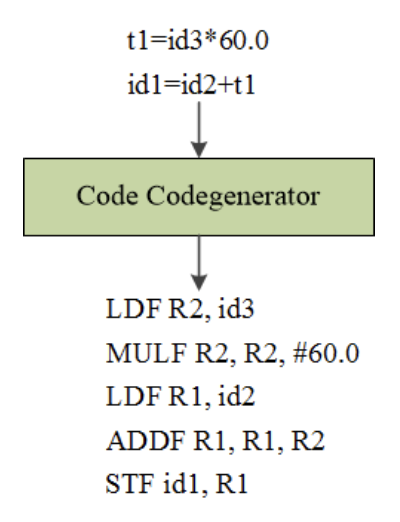 t1=id3*60.0
id1=id2+t1
Code Codegenerator
LDF R2, id3
MULF R2, R2, #60.0
LDF R1, id2
ADDF R1, R1, R2
STF id1, R1